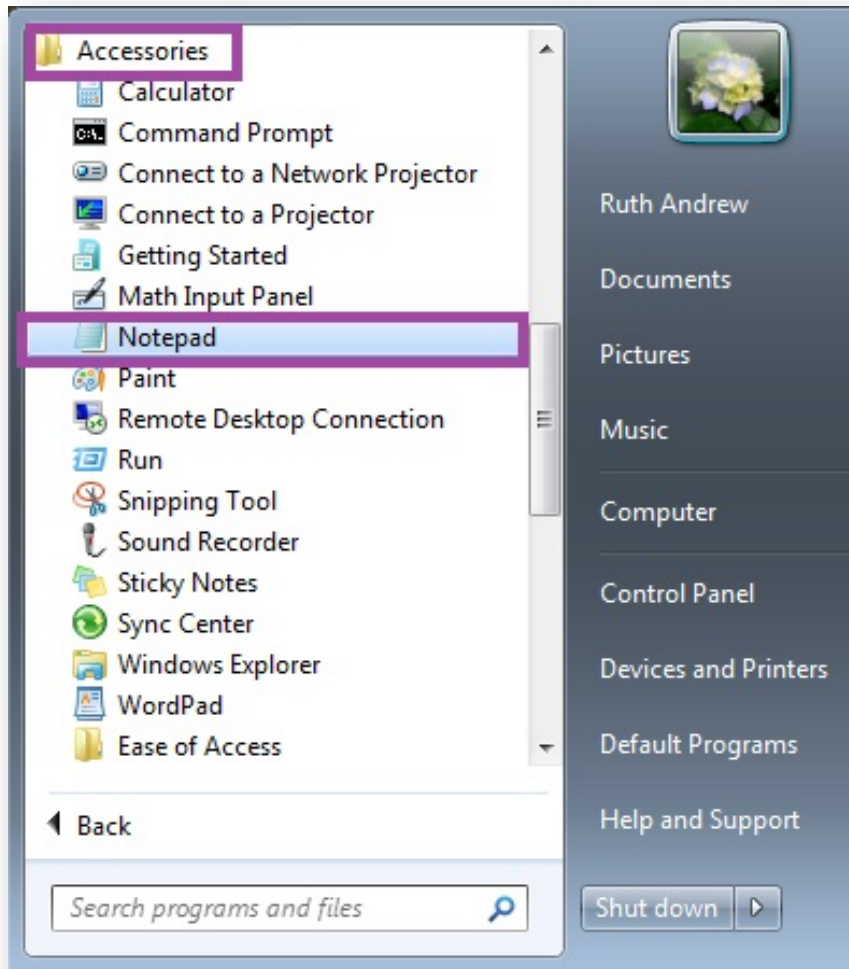 Accessories
Calculator
C:\.
Command Prompt
Connect to a Network Projector
Connect to a Projector
Getting Started
Math Input Panel
Notepad
Paint
Remote Desktop Connection
Run
Snipping Tool
Sound Recorder
Sticky Notes
Sync Center
Windows Explorer
WordPad
Ease of Access
Back
Search programs and files
Ruth Andrew
Documents
Pictures
Music
Computer
Control Panel
Devices and Printers
Default Programs
Help and Support
Shut down